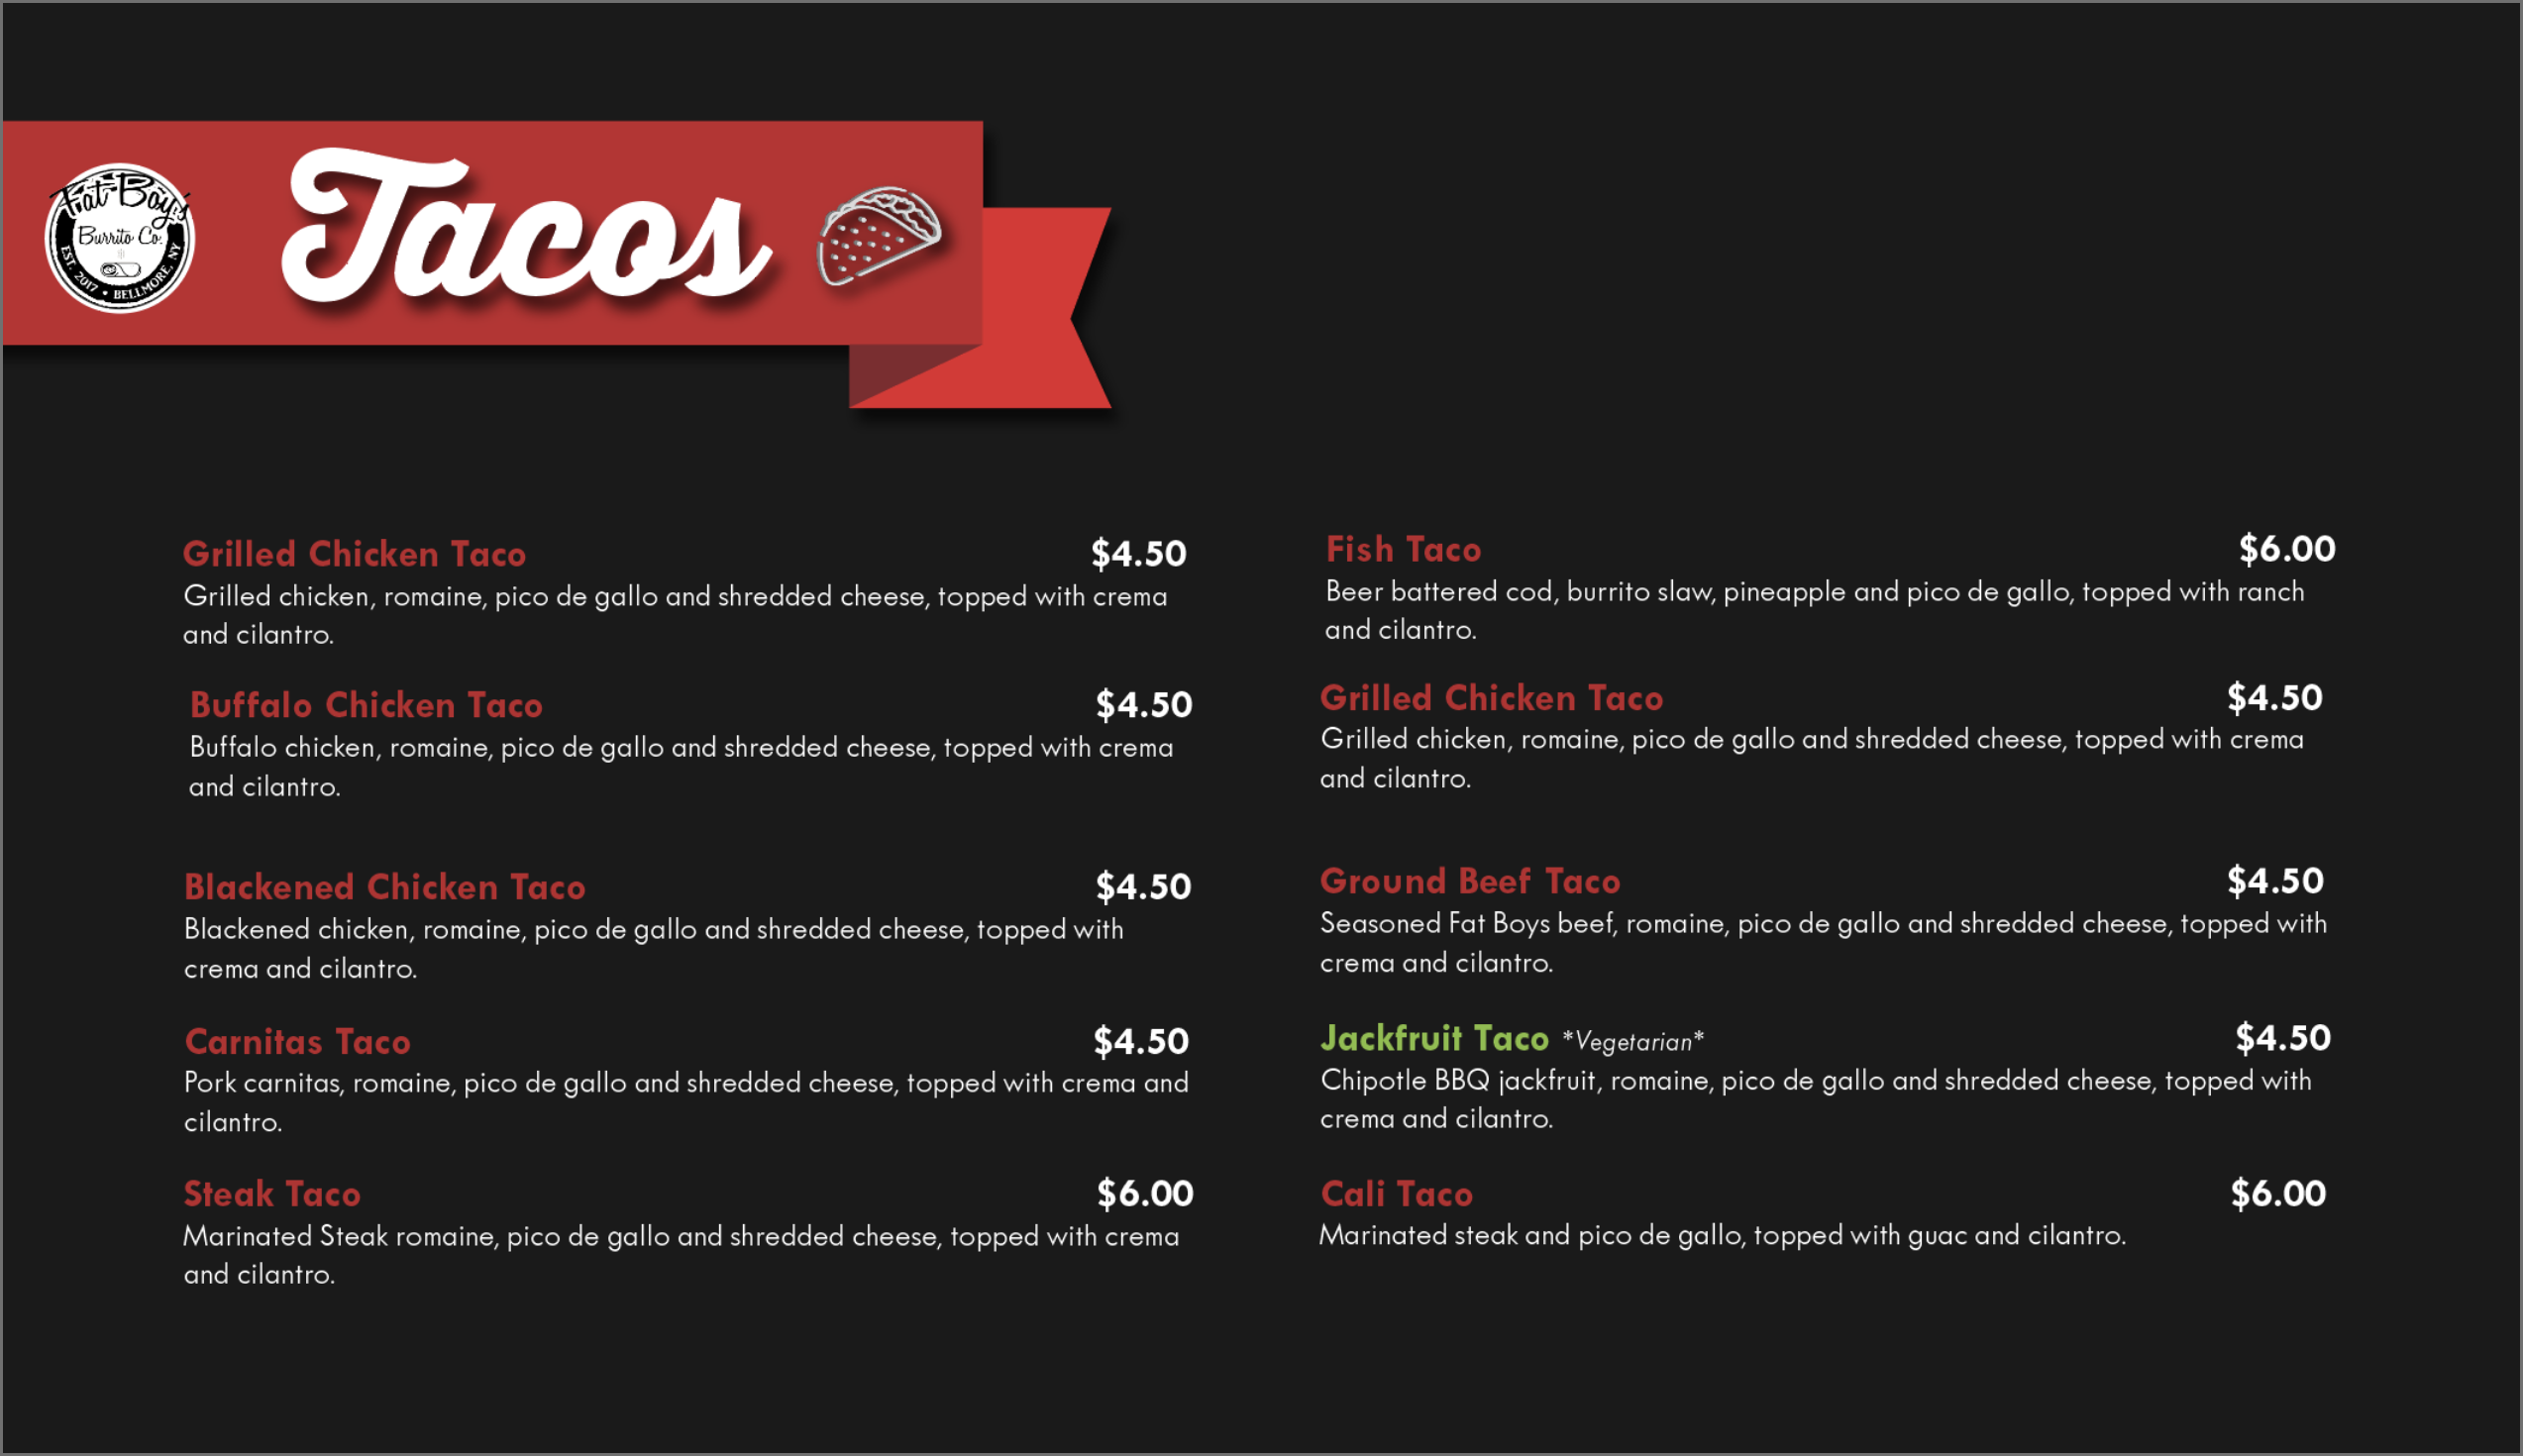 Fat Boy's
Burrito Co.
EST. 2017 • BELLMORE, NY
Tacos
Grilled Chicken Taco $4.50
Grilled chicken, romaine, pico de gallo and shredded cheese, topped with crema
and cilantro.
Buffalo Chicken Taco $4.50
Buffalo chicken, romaine, pico de gallo and shredded cheese, topped with crema
and cilantro.
Blackened Chicken Taco $4.50
Blackened chicken, romaine, pico de gallo and shredded cheese, topped with
crema and cilantro.
Carnitas Taco $4.50
Pork carnitas, romaine, pico de gallo and shredded cheese, topped with crema and
cilantro.
Steak Taco $6.00
Marinated Steak romaine, pico de gallo and shredded cheese, topped with crema
and cilantro.
Fish Taco $6.00
Beer battered cod, burrito slaw, pineapple and pico de gallo, topped with ranch
and cilantro.
Grilled Chicken Taco $4.50
Grilled chicken, romaine, pico de gallo and shredded cheese, topped with crema
and cilantro.
Ground Beef Taco $4.50
Seasoned Fat Boys beef, romaine, pico de gallo and shredded cheese, topped with
crema and cilantro.
Jackfruit Taco *Vegetarian* $4.50
Chipotle BBQ jackfruit, romaine, pico de gallo and shredded cheese, topped with
crema and cilantro.
Cali Taco $6.00
Marinated steak and pico de gallo, topped with guac and cilantro.